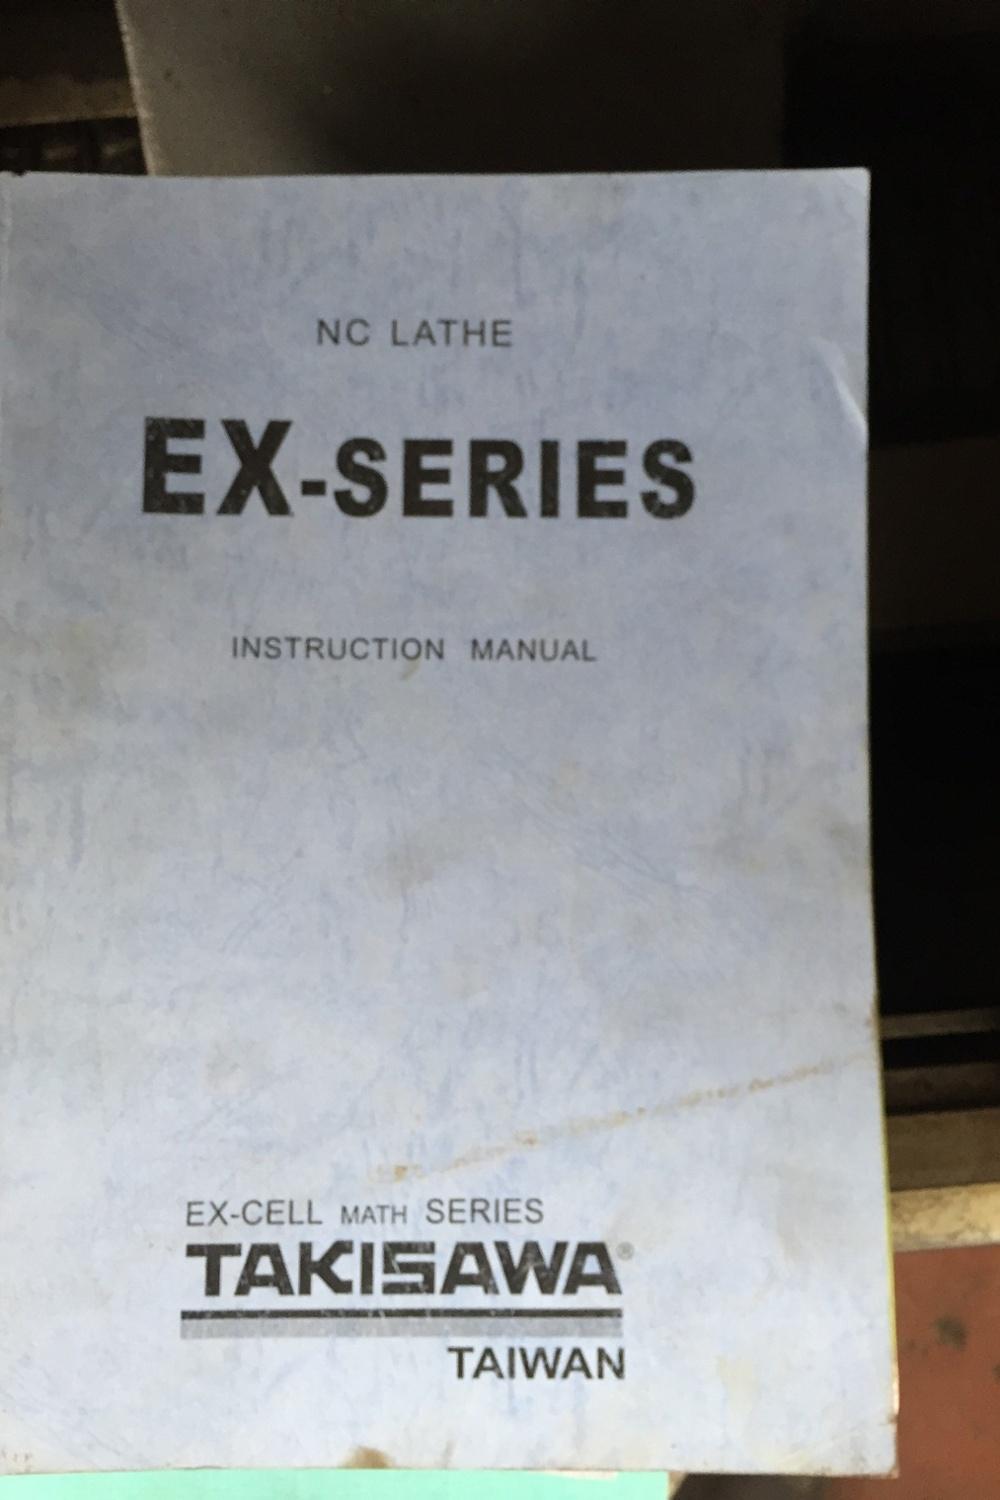 NC LATHE
EX-SERIES
INSTRUCTION MANUAL
EX-CELL MATH SERIES
TAKISAWA®
TAIWAN